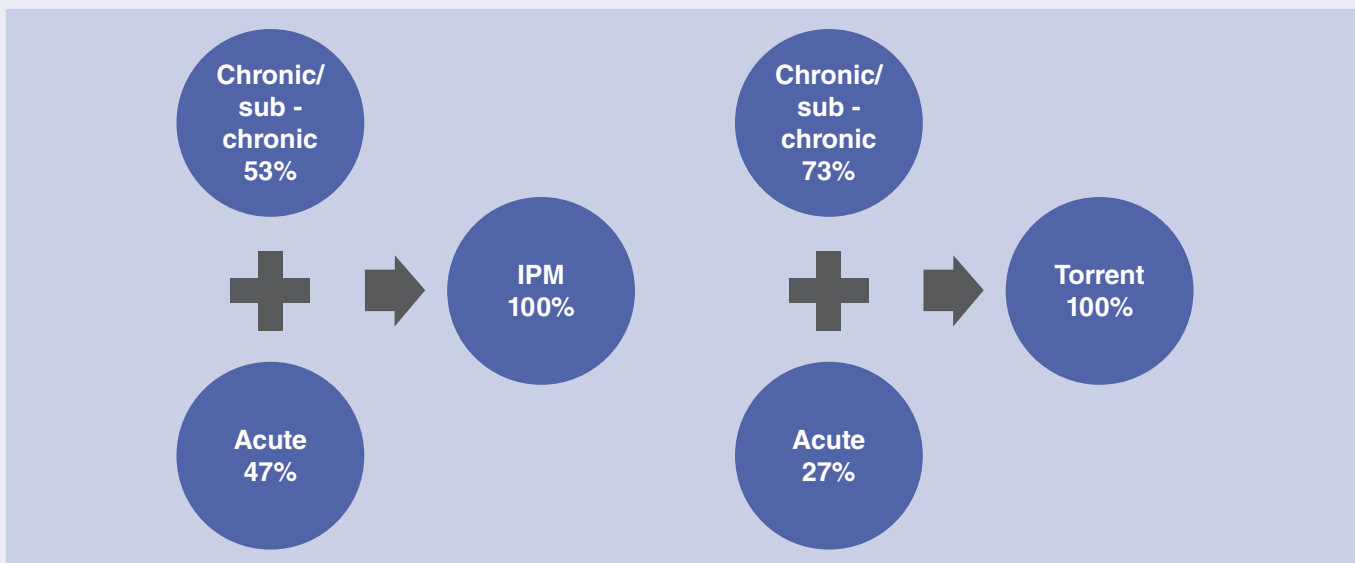 Chronic/
sub -
chronic
53%
Acute
47%
IPM
100%
Chronic/
sub -
chronic
73%
Acute
27%
Torrent
100%